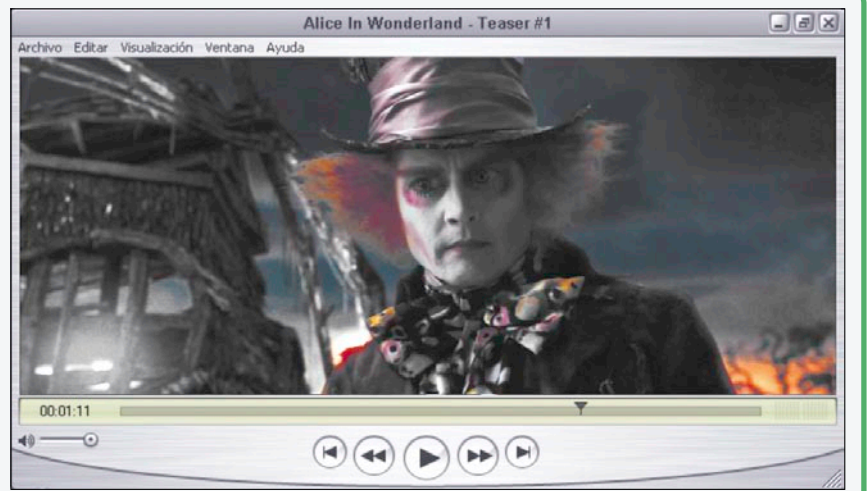 Alice In Wonderland - Teaser #1
Archivo Editar Visualización Ventana Ayuda
00:01:11